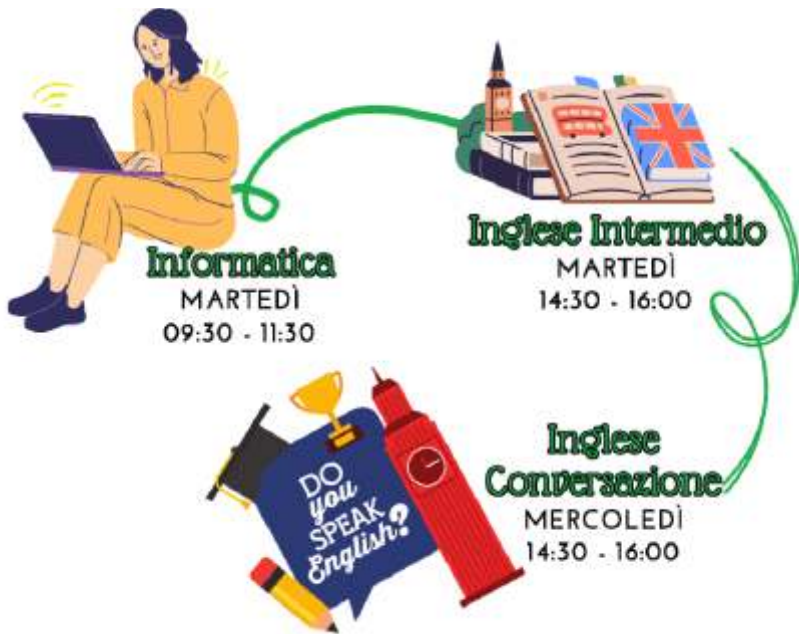 Informatica
MARTEDÌ
09:30 - 11:30
Inglese Intermedio
MARTEDÌ
14:30 - 16:00
DO
you
SPEAK
English?
Inglese
Conversazione
MERCOLEDÌ
14:30 - 16:00